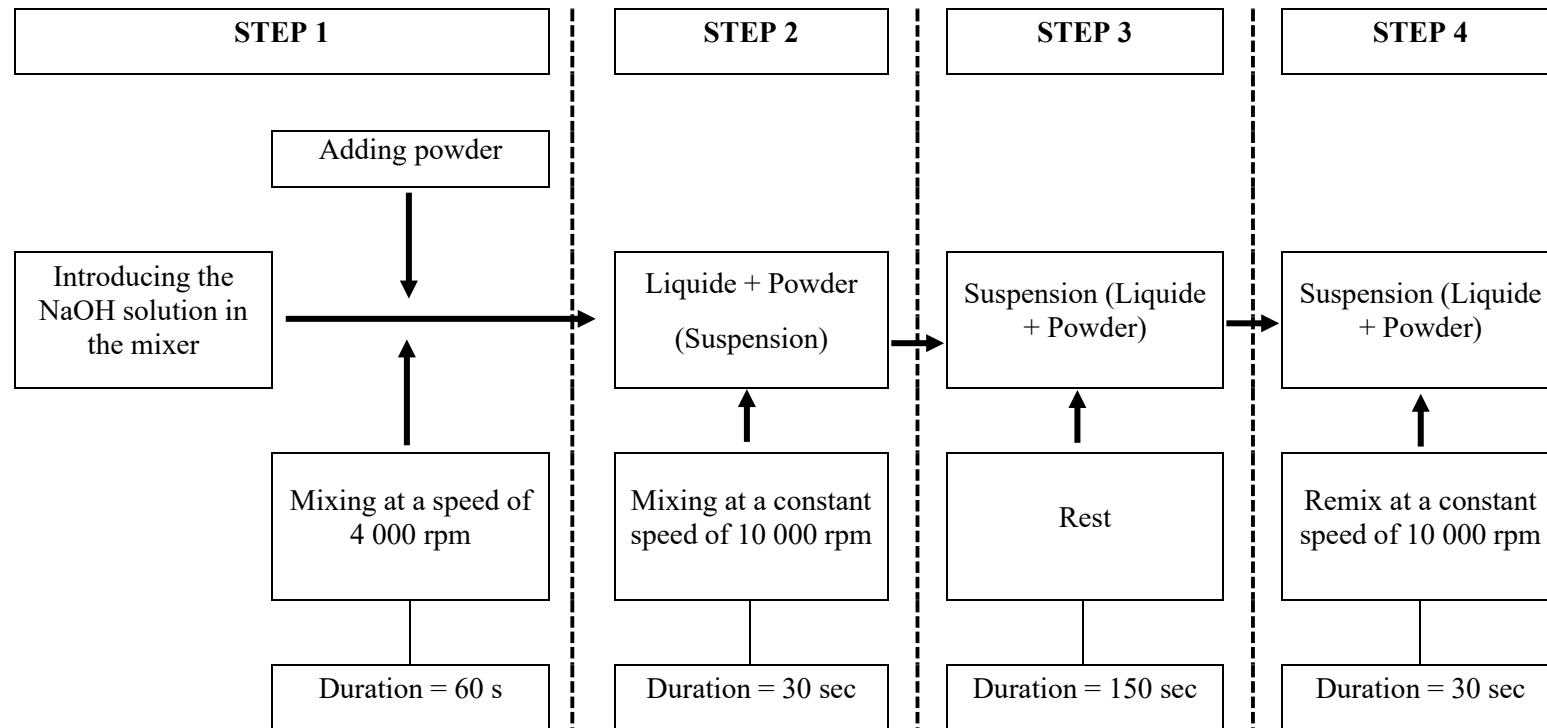 STEP 1
STEP 2
STEP 3
STEP 4
Adding powder
Introducing the
NaOH solution in
the mixer
Liquide + Powder
(Suspension)
Suspension (Liquide
+ Powder)
Suspension (Liquide
+ Powder)
Mixing at a speed of
4 000 rpm
Mixing at a constant
speed of 10 000 rpm
Rest
Remix at a constant
speed of 10 000 rpm
Duration = 60 s
Duration = 30 sec
Duration = 150 sec
Duration = 30 sec